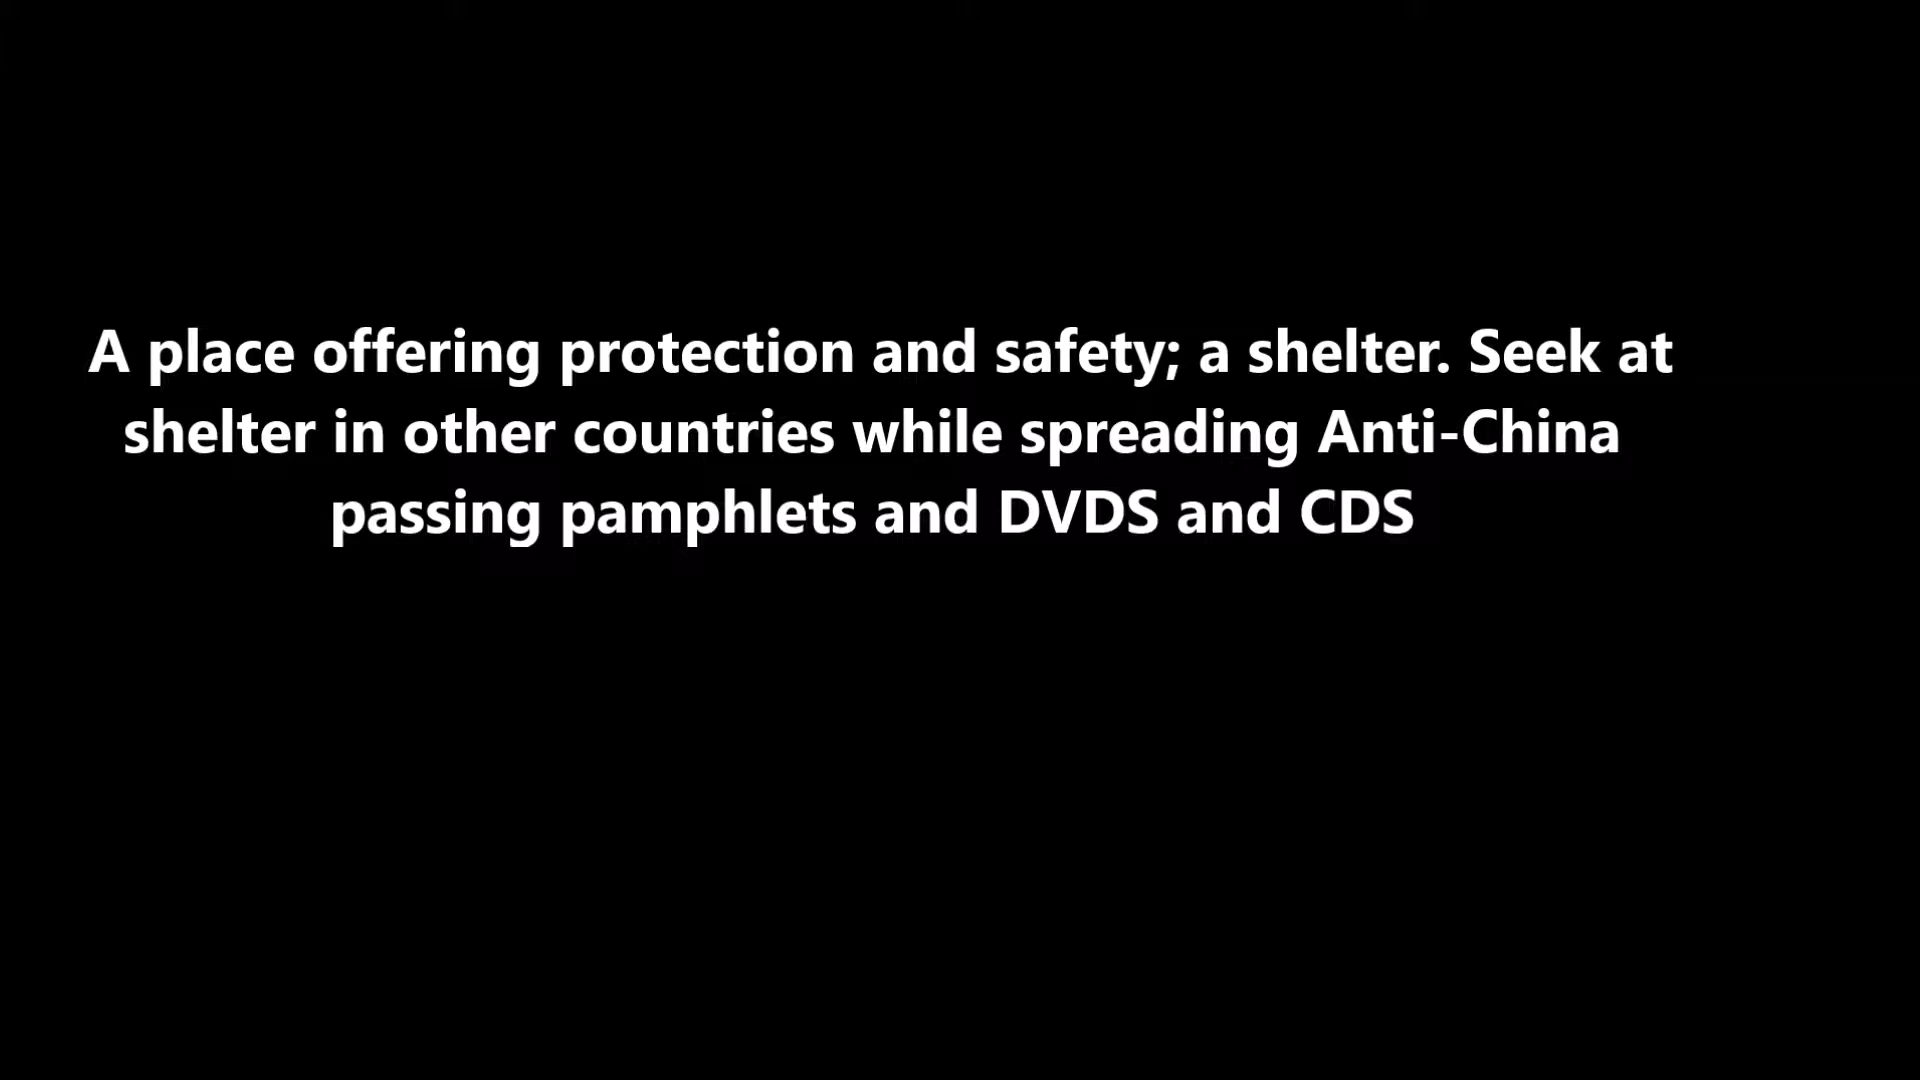 A place offering protection and safety; a shelter. Seek at
shelter in other countries while spreading Anti-China
passing pamphlets and DVDS and CDS